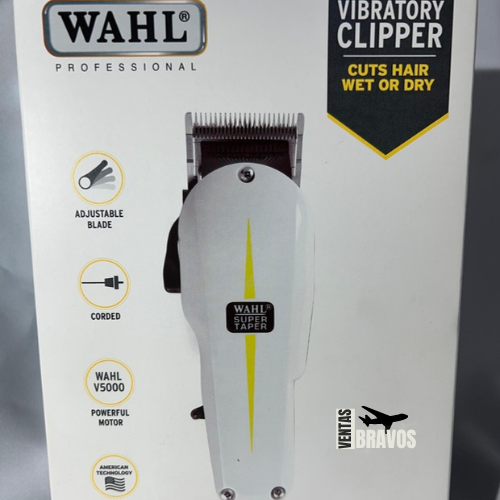 WAHL®
PROFESSIONAL
VIBRATORY
CLIPPER
CUTS HAIR
WET OR DRY
ADJUSTABLE
BLADE
CORDED
WAHL
V5000
POWERFUL
MOTOR
AMERICAN
TECHNOLOGY
WAHL®
SUPER
TAPER
VENTAS
BRAVOS